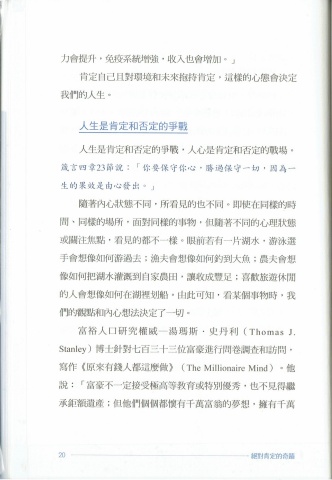 力會提升，免疫系統增強，收入也會增加。」
肯定自己且對環境和未來抱持肯定，這樣的心態會決定
我們的人生。
人生是肯定和否定的爭戰
人生是肯定和否定的爭戰，人心是肯定和否定的戰場，
箴言四章23節說：「你要保守你心，勝過保守一切，因為一
生的果效是由心發出。」
隨著內心狀態不同，所看見的也不同。即使在同樣的時
間、同樣的場所，面對同樣的事物，但隨著不同的心理狀態
或關注焦點，看見的都不一樣。眼前若有一片湖水，游泳選
手會想像如何游過去；漁夫會想像如何釣到大魚；農夫會想
像如何把湖水灌溉到自家農田，讓收成豐足；喜歡旅遊休閒
的人會想像如何在湖裡划船。由此可知，看某個事物時，我
們的觀點和內心想法決定了一切。
富裕人口研究權威─湯瑪斯．史丹利（Thomas J.
Stanley）博士針對七百三十三位富豪進行問卷調查和訪問，
寫作《原來有錢人都這麼做》（The Millionaire Mind）。他
說：「富豪不一定接受極高等教育或特別優秀，也不見得繼
承鉅額遺產；但他們個個都懷有千萬富翁的夢想，擁有千萬
20 絕對肯定的奇蹟